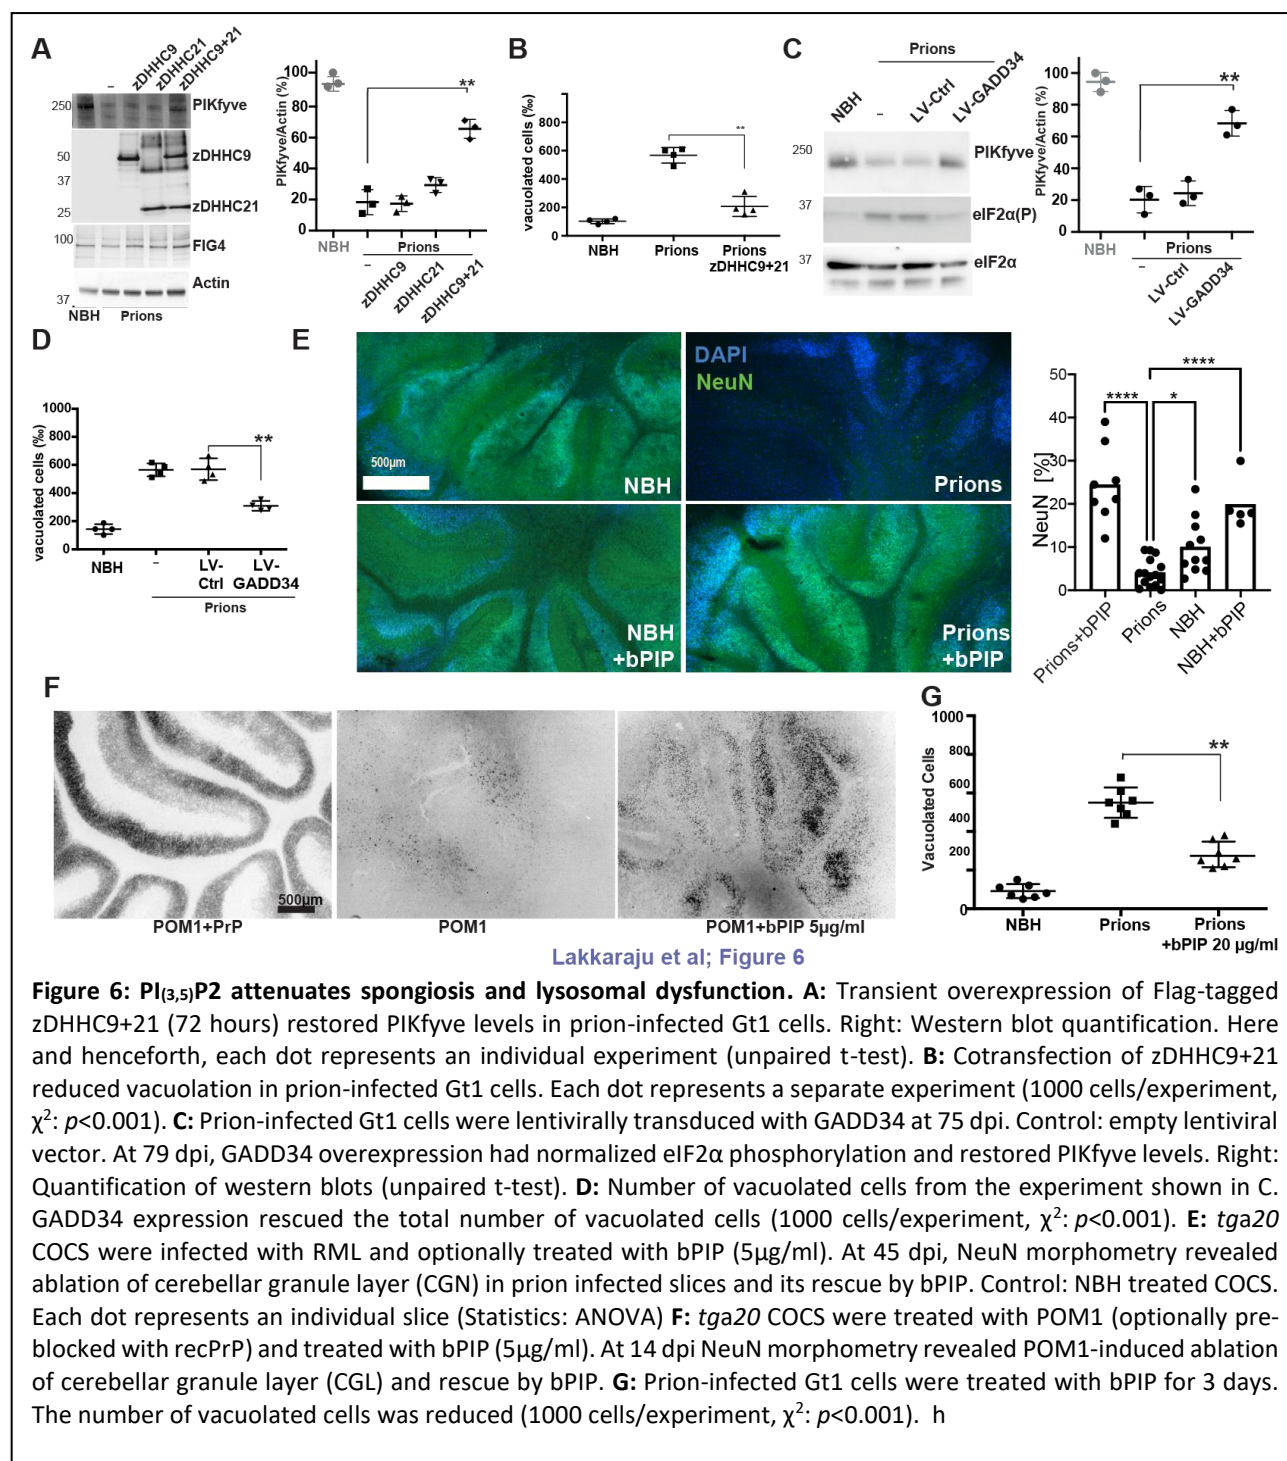 A
–
zDHHC9
zDHHC21
zDHHC9+21
250
PIKfyve
50
zDHHC9
37
zDHHC21
25
100
FIG4
Actin
37
NBH
Prions
PIKfyve/Actin (%)
100
80
60
40
20
0
**
NBH
Prions
–
zDHHC9
zDHHC21
zDHHC9+21
B
vacuolated cells (‰)
1000
800
600
400
200
0
**
NBH
Prions
Prions
zDHHC9+21
C
Prions
NBH
–
LV-Ctrl
LV-GADD34
250
PIKfyve
37
eIF2α(P)
37
eIF2α
PIKfyve/Actin (%)
100
80
60
40
20
0
**
NBH
Prions
–
LV-Ctrl
LV-GADD34
D
vacuolated cells (‰)
1000
800
600
400
200
0
**
NBH
–
LV-
Ctrl
LV-
GADD34
Prions
E
500µm
NBH
DAPI
NeuN
Prions
NBH
+bPIP
Prions
+bPIP
NeuN [%]
50
40
30
20
10
0
****
****
*
Prions+bPIP
Prions
NBH
NBH+bPIP
F
500µm
POM1+PrP
POM1
POM1+bPIP 5µg/ml
G
Vacuolated Cells
1000
800
600
400
200
0
**
NBH
Prions
Prions
+bPIP 20 µg/ml
Lakkaraju et al; Figure 6
Figure 6: PI(3,5)P2 attenuates spongiosis and lysosomal dysfunction. A: Transient overexpression of Flag-tagged
zDHHC9+21 (72 hours) restored PIKfyve levels in prion-infected Gt1 cells. Right: Western blot quantification. Here
and henceforth, each dot represents an individual experiment (unpaired t-test). B: Cotransfection of zDHHC9+21
reduced vacuolation in prion-infected Gt1 cells. Each dot represents a separate experiment (1000 cells/experiment,
χ²: p<0.001). C: Prion-infected Gt1 cells were lentivirally transduced with GADD34 at 75 dpi. Control: empty lentiviral
vector. At 79 dpi, GADD34 overexpression had normalized eIF2α phosphorylation and restored PIKfyve levels. Right:
Quantification of western blots (unpaired t-test). D: Number of vacuolated cells from the experiment shown in C.
GADD34 expression rescued the total number of vacuolated cells (1000 cells/experiment, χ²: p<0.001). E: tga20
COCS were infected with RML and optionally treated with bPIP (5µg/ml). At 45 dpi, NeuN morphometry revealed
ablation of cerebellar granule layer (CGN) in prion infected slices and its rescue by bPIP. Control: NBH treated COCS.
Each dot represents an individual slice (Statistics: ANOVA) F: tga20 COCS were treated with POM1 (optionally pre-
blocked with recPrP) and treated with bPIP (5µg/ml). At 14 dpi NeuN morphometry revealed POM1-induced ablation
of cerebellar granule layer (CGL) and rescue by bPIP. G: Prion-infected Gt1 cells were treated with bPIP for 3 days.
The number of vacuolated cells was reduced (1000 cells/experiment, χ²: p<0.001). h